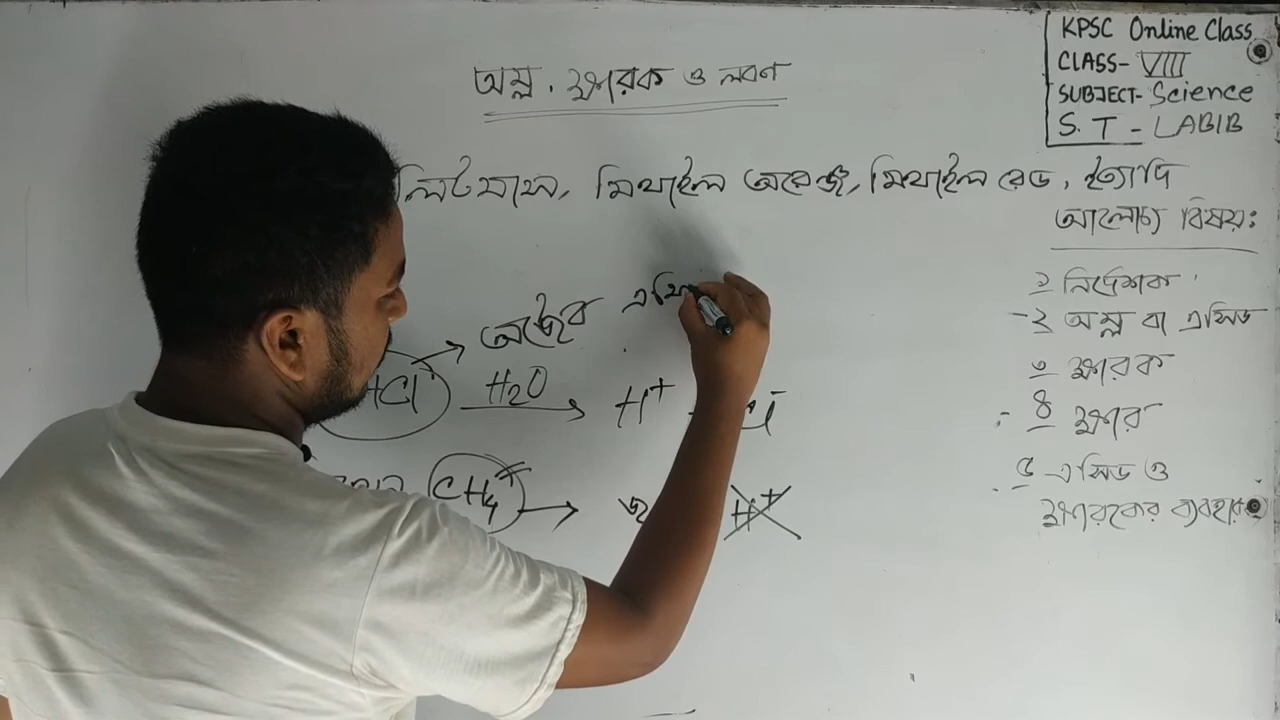 KPSC Online Class
CLASS- VIII
SUBJECT- Science
S. T - LABIB
অম্ল, ক্ষারক ও লবণ
লিটমাস, মিথাইল অরেঞ্জ, মিথাইল রেড, ইত্যাদি
আলোচ্য বিষয়ঃ
১ নির্দেশক
২ অম্ল বা এসিড
৩ ক্ষারক
৪ ক্ষার
৫ এসিড ও
ক্ষারকের ব্যবহার
অজৈব এসি
HCl H₂O → H⁺
CH₄ → H⁺